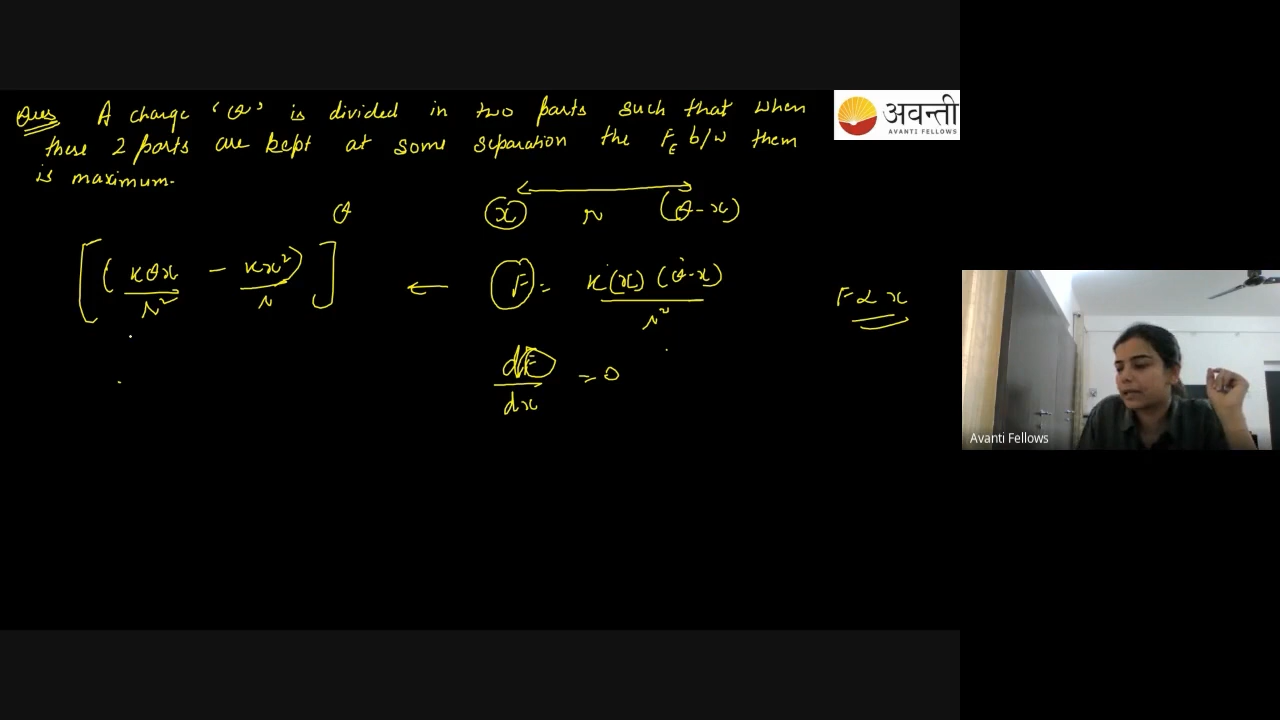 Ques A charge 'Q' is divided in two parts such that when
these 2 parts are kept at some separation the F_E b/w them
is maximum.
अवन्ती
AVANTI FELLOWS
Q
x r (Q-x)
[(KQx/r² - Kx²/r)] ← F = K(x)(Q-x)/r²
F α x
dF/dx = 0
Avanti Fellows